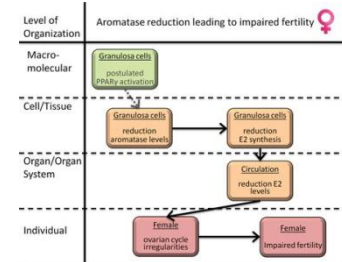 Level of
Organization
Aromatase reduction leading to impaired fertility
Macro-
molecular
Granulosa cells
postulated
PPARγ activation
Cell/Tissue
Granulosa cells
reduction
aromatase levels
Granulosa cells
reduction
E2 synthesis
Organ/Organ
System
Circulation
reduction E2
levels
Individual
Female
ovarian cycle
irregularities
Female
Impaired fertility